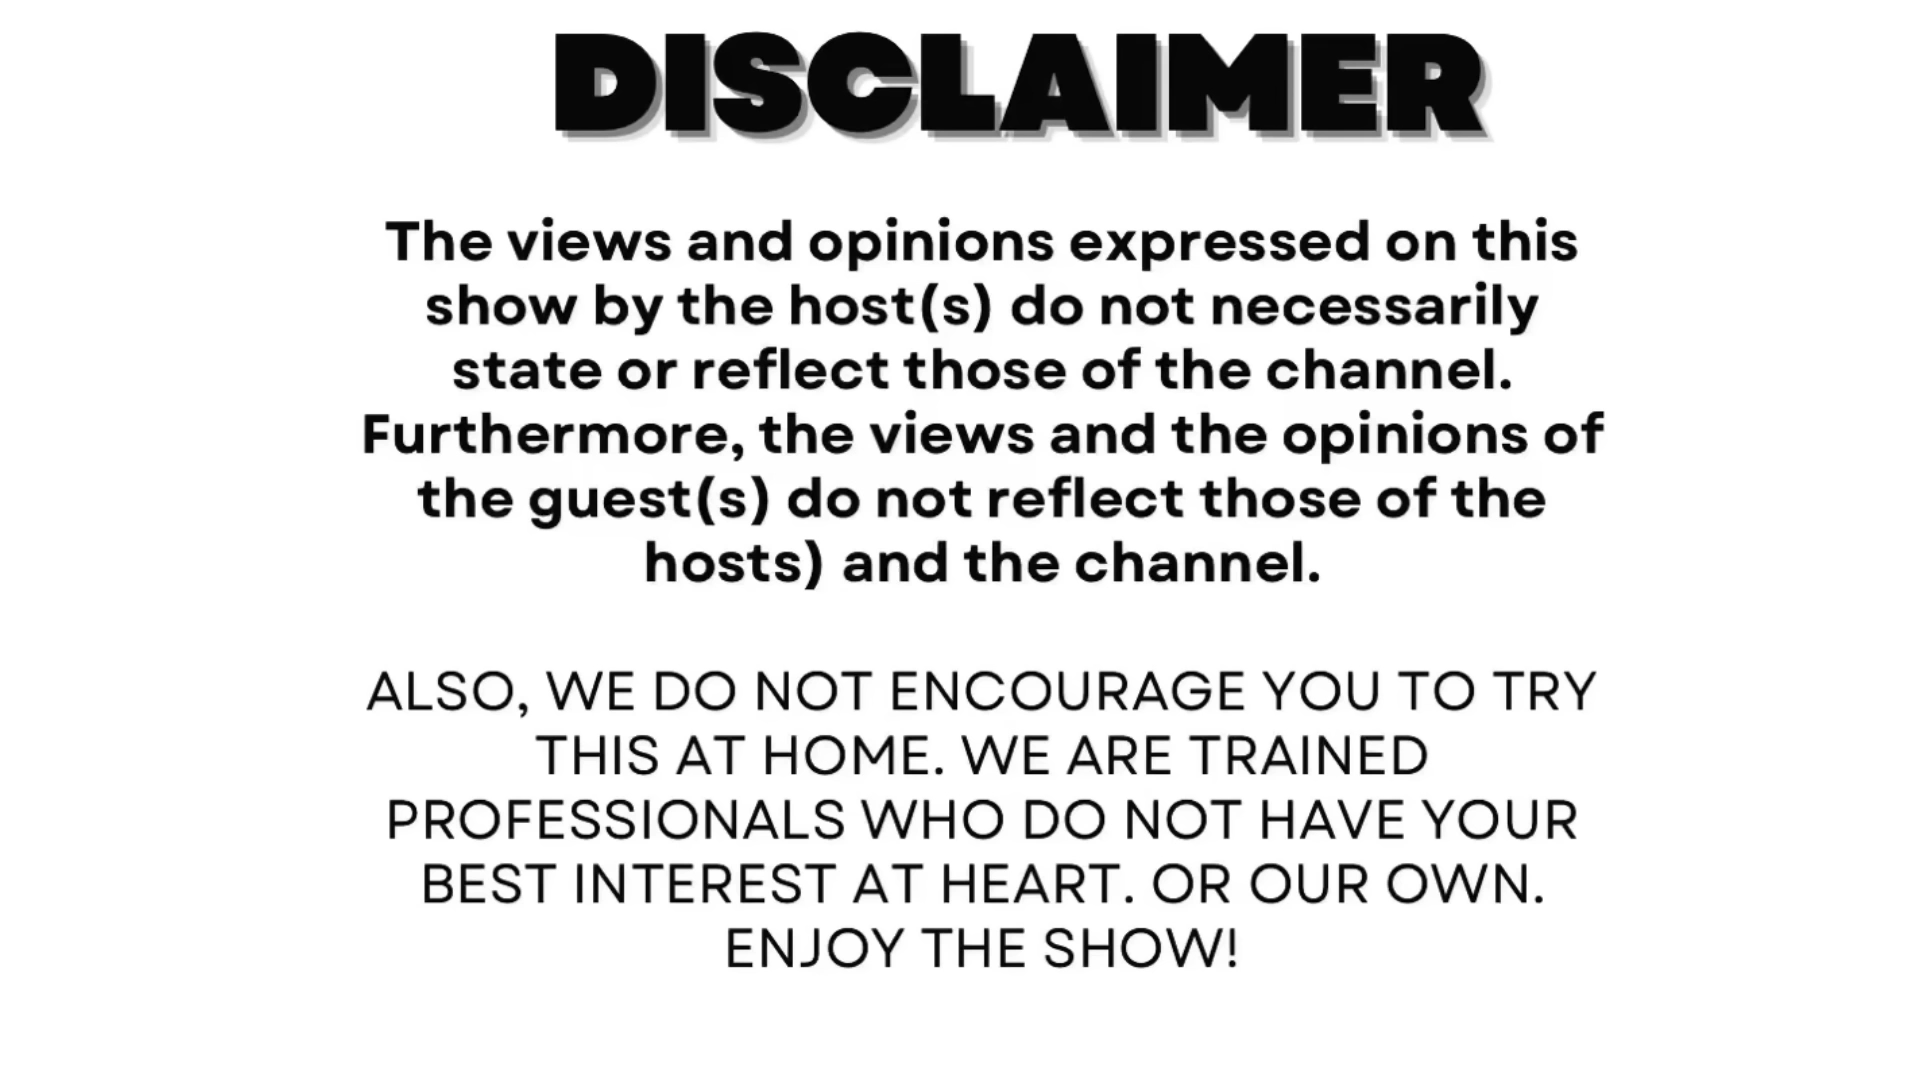 DISCLAIMER
The views and opinions expressed on this
show by the host(s) do not necessarily
state or reflect those of the channel.
Furthermore, the views and the opinions of
the guest(s) do not reflect those of the
hosts) and the channel.
ALSO, WE DO NOT ENCOURAGE YOU TO TRY
THIS AT HOME. WE ARE TRAINED
PROFESSIONALS WHO DO NOT HAVE YOUR
BEST INTEREST AT HEART. OR OUR OWN.
ENJOY THE SHOW!